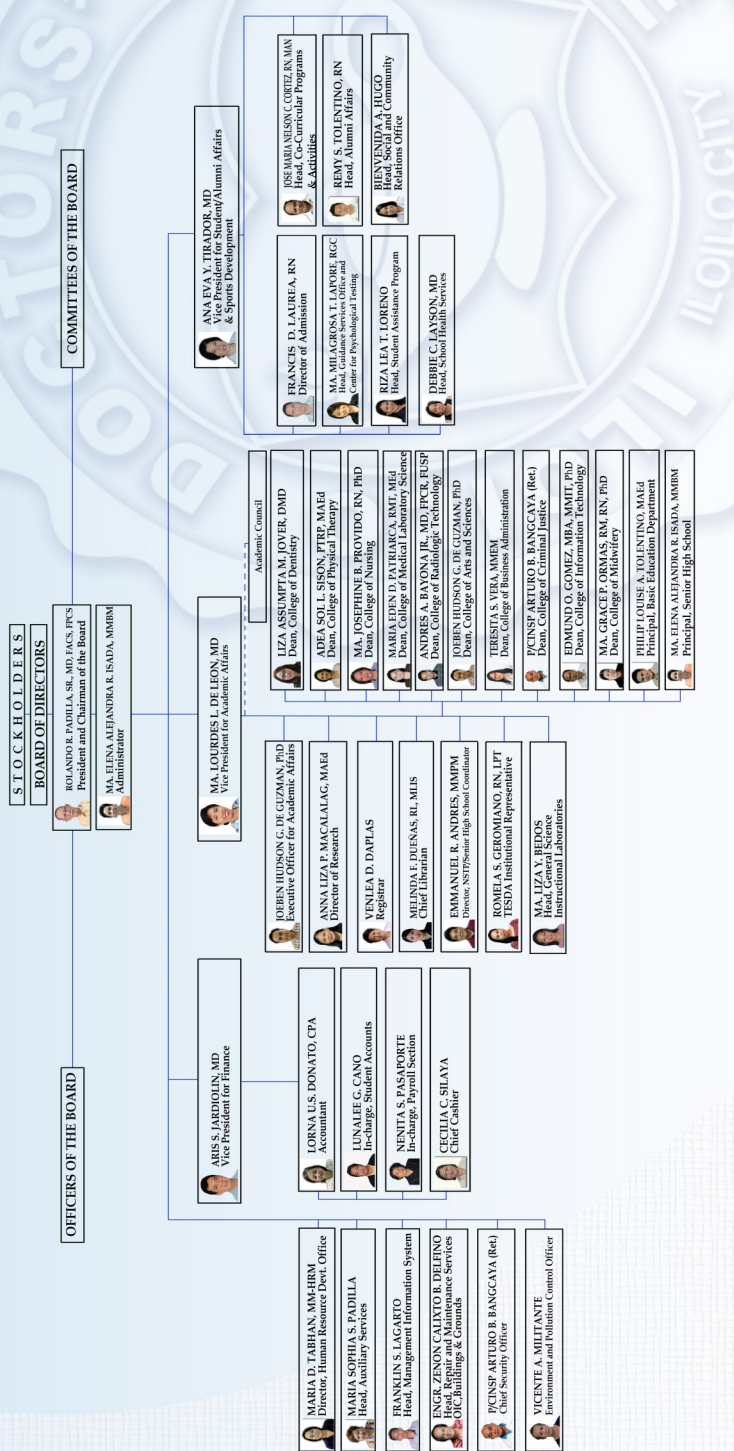 STOCKHOLDERS
BOARD OF DIRECTORS
ROLANDO R. PADILLA, SR., MD, FACS, FPCS
President and Chairman of the Board
MA. ELENA ALEJANDRA R. ISADA, MMBM
Administrator
OFFICERS OF THE BOARD
COMMITTEES OF THE BOARD
ARIS S. JARDIOLIN, MD
Vice President for Finance
MA. LOURDES L. DE LEON, MD
Vice President for Academic Affairs
ANA EVA Y. TIRADOR, MD
Vice President for Student/Alumni Affairs
& Sports Development
MARIA D. TABHAN, MM-HRM
Director, Human Resource Devt. Office
MARIA SOPHIA S. PADILLA
Head, Auxiliary Services
FRANKLIN S. LAGARTO
Head, Management Information System
ENGR. ZENON CALIXTO B. DELFINO
Head, Repair and Maintenance Services
OIC,Buildings & Grounds
P/CINSP ARTURO B. BANGCAYA (Ret.)
Chief Security Officer
VICENTE A. MILITANTE
Environment and Pollution Control Officer
LORNA U.S. DONATO, CPA
Accountant
LUNALEE G. CANO
In-charge, Student Accounts
NENITA S. PASAPORTE
In-charge, Payroll Section
CECILIA C. SILAYA
Chief Cashier
JOEBEN HUDSON G. DE GUZMAN, PhD
Executive Officer for Academic Affairs
ANNA LIZA P. MACALALAG, MAEd
Director of Research
VENLEA D. DAPLAS
Registrar
MELINDA F. DUEÑAS, RL, MLIS
Chief Librarian
EMMANUEL R. ANDRES, MMPM
Director, NSTP/Senior High School Coordinator
ROMELA S. GEROMIANO, RN, LPT
TESDA Institutional Representative
MA. LIZA Y. BEDOS
Head, General Science
Instructional Laboratories
Academic Council
LIZA ASSUMPTA M. JOVER, DMD
Dean, College of Dentistry
ADEA SOL I. SISON, PTRP, MAEd
Dean, College of Physical Therapy
MA. JOSEPHINE B. PROVIDO, RN, PhD
Dean, College of Nursing
MARIA EDEN D. PATRIARCA, RMT, MEd
Dean, College of Medical Laboratory Science
ANDRES A. BAYONA JR., MD, FPCR, FUSP
Dean, College of Radiologic Technology
JOEBEN HUDSON G. DE GUZMAN, PhD
Dean, College of Arts and Sciences
TERESITA S. VERA, MMEM
Dean, College of Business Administration
P/CINSP ARTURO B. BANGCAYA (Ret.)
Dean, College of Criminal Justice
EDMUND O. GOMEZ, MBA, MMIT, PhD
Dean, College of Information Technology
MA. GRACE P. ORMAS, RM, RN, PhD
Dean, College of Midwifery
PHILIP LOUISE A. TOLENTINO, MAEd
Principal, Basic Education Department
MA. ELENA ALEJANDRA R. ISADA, MMBM
Principal, Senior High School
FRANCIS D. LAUREA, RN
Director of Admission
MA. MILAGROSA T. LAPORE, RGC
Head, Guidance Services Office and
Center for Psychological Testing
RIZA LEA T. LORENO
Head, Student Assistance Program
DEBBIE C. LAYSON, MD
Head, School Health Services
JOSE MARIA NELSON C. CORTEZ, RN, MAN
Head, Co-Curricular Programs
& Activities
REMY S. TOLENTINO, RN
Head, Alumni Affairs
BIENVENIDA A. HUGO
Head, Social and Community
Relations Office
DOCTORS
ILOILO CITY